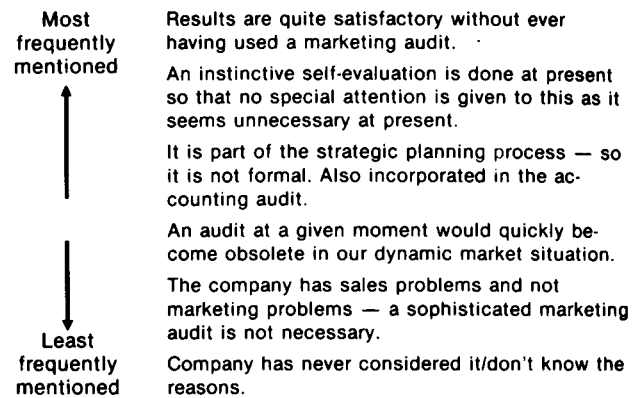 Most
frequently
mentioned
Results are quite satisfactory without ever
having used a marketing audit.
An instinctive self-evaluation is done at present
so that no special attention is given to this as it
seems unnecessary at present.
It is part of the strategic planning process — so
it is not formal. Also incorporated in the ac-
counting audit.
An audit at a given moment would quickly be-
come obsolete in our dynamic market situation.
The company has sales problems and not
marketing problems — a sophisticated marketing
audit is not necessary.
Least
frequently
mentioned
Company has never considered it/don't know the
reasons.